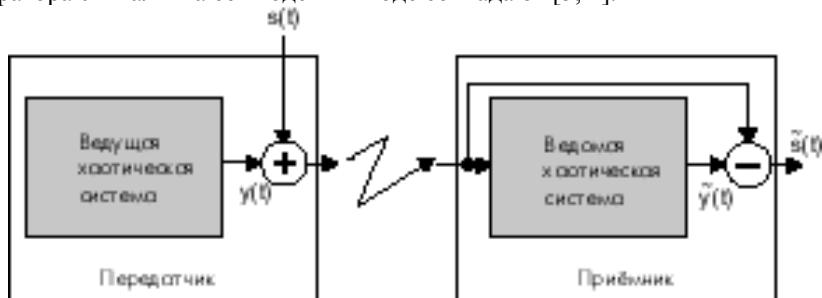 s(t)
Ведущая
хаотическая
система
y(t)
Передатчик
Ведомая
хаотическая
система
ỹ(t)
s̃(t)
Приёмник